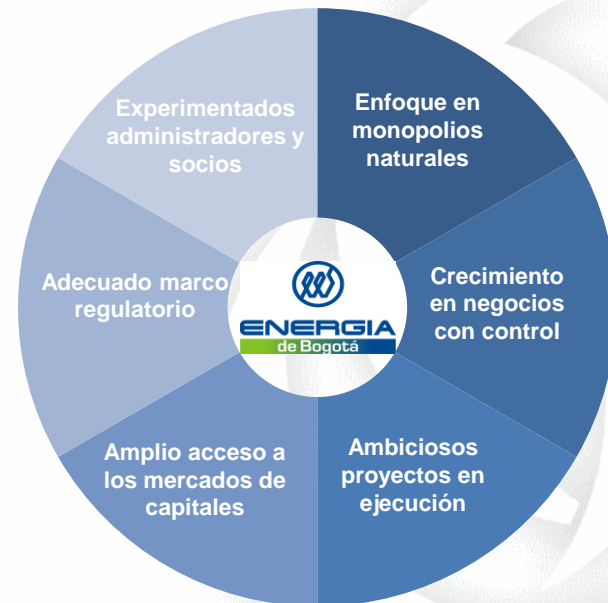 Enfoque en
monopolios
naturales
Crecimiento
en negocios
con control
Ambiciosos
proyectos en
ejecución
Amplio acceso a
los mercados de
capitales
Adecuado marco
regulatorio
Experimentados
administradores y
socios
ENERGIA
de Bogotá